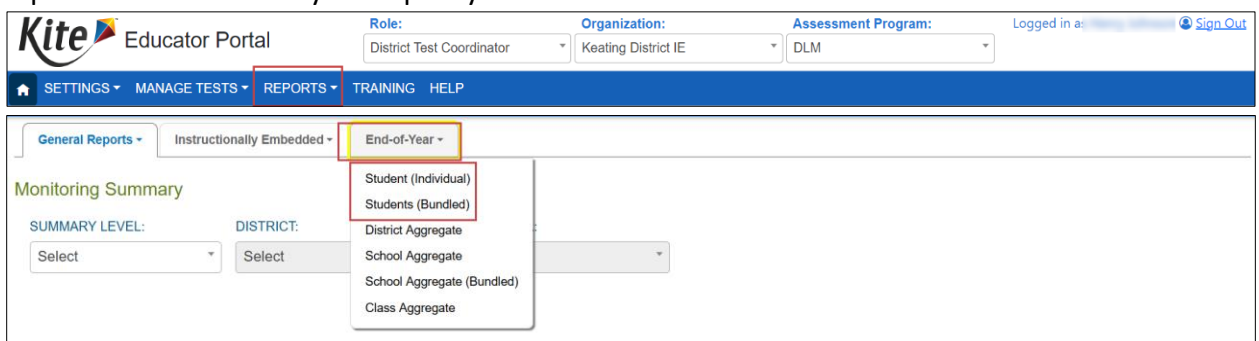 Kite Educator Portal
Role: Organization: Assessment Program: Logged in as Sign Out
District Test Coordinator Keating District IE DLM
SETTINGS MANAGE TESTS REPORTS TRAINING HELP
General Reports Instructionally Embedded End-of-Year
Student (Individual)
Monitoring Summary
Students (Bundled)
SUMMARY LEVEL: DISTRICT: District Aggregate
Select Select School Aggregate
School Aggregate (Bundled)
Class Aggregate